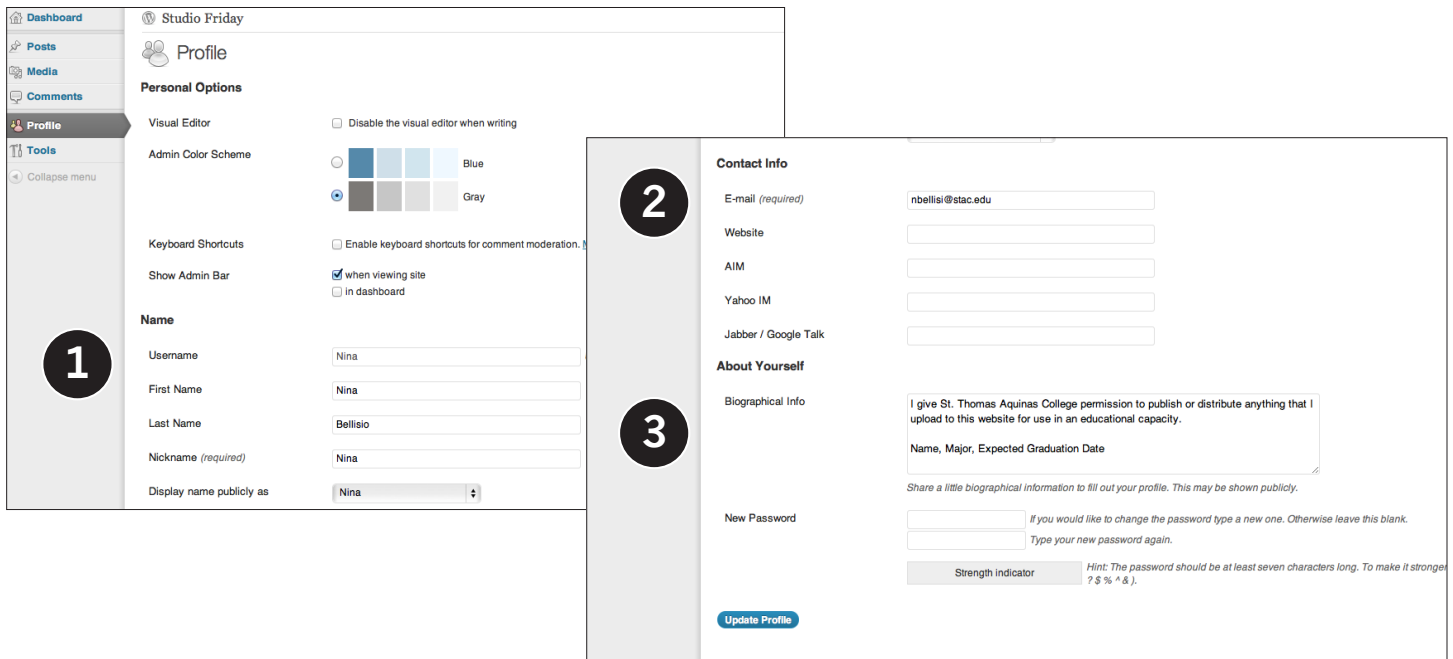 Dashboard
Posts
Media
Comments
Profile
Tools
Collapse menu
Studio Friday
Profile
Personal Options
Visual Editor
Disable the visual editor when writing
Admin Color Scheme
Blue
Gray
Keyboard Shortcuts
Enable keyboard shortcuts for comment moderation.
Show Admin Bar
when viewing site
in dashboard
1
Name
Username
Nina
First Name
Nina
Last Name
Bellisio
Nickname (required)
Nina
Display name publicly as
Nina
2
Contact Info
E-mail (required)
nbellisi@stac.edu
Website
AIM
Yahoo IM
Jabber / Google Talk
3
About Yourself
Biographical Info
I give St. Thomas Aquinas College permission to publish or distribute anything that I
upload to this website for use in an educational capacity.
Name, Major, Expected Graduation Date
Share a little biographical information to fill out your profile. This may be shown publicly.
New Password
If you would like to change the password type a new one. Otherwise leave this blank.
Type your new password again.
Strength indicator
Hint: The password should be at least seven characters long. To make it stronger
? $ % ^ & ).
Update Profile